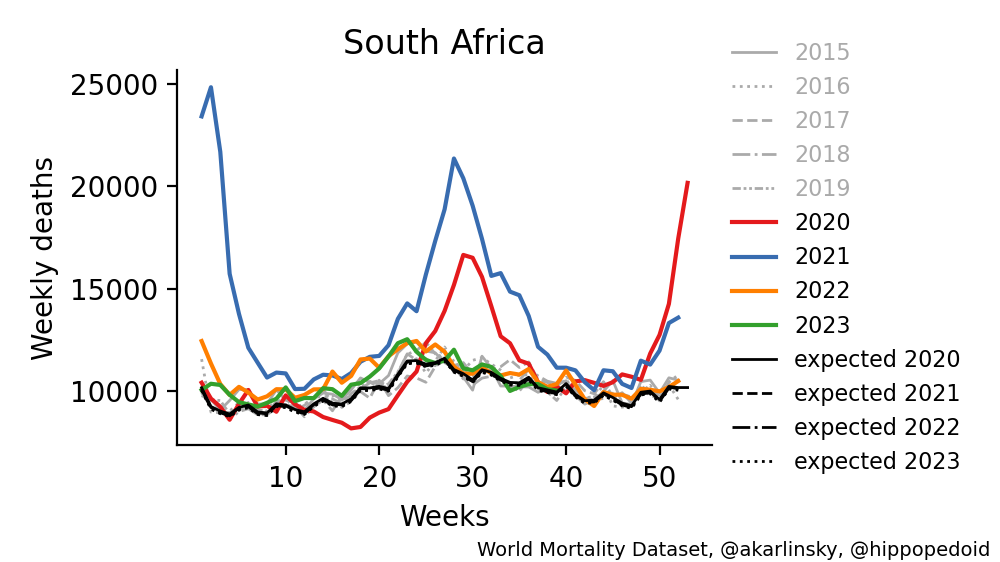 South Africa
25000
20000
15000
10000
Weekly deaths
10 20 30 40 50
Weeks
2015
2016
2017
2018
2019
2020
2021
2022
2023
expected 2020
expected 2021
expected 2022
expected 2023
World Mortality Dataset, @akarlinsky, @hippopedoid